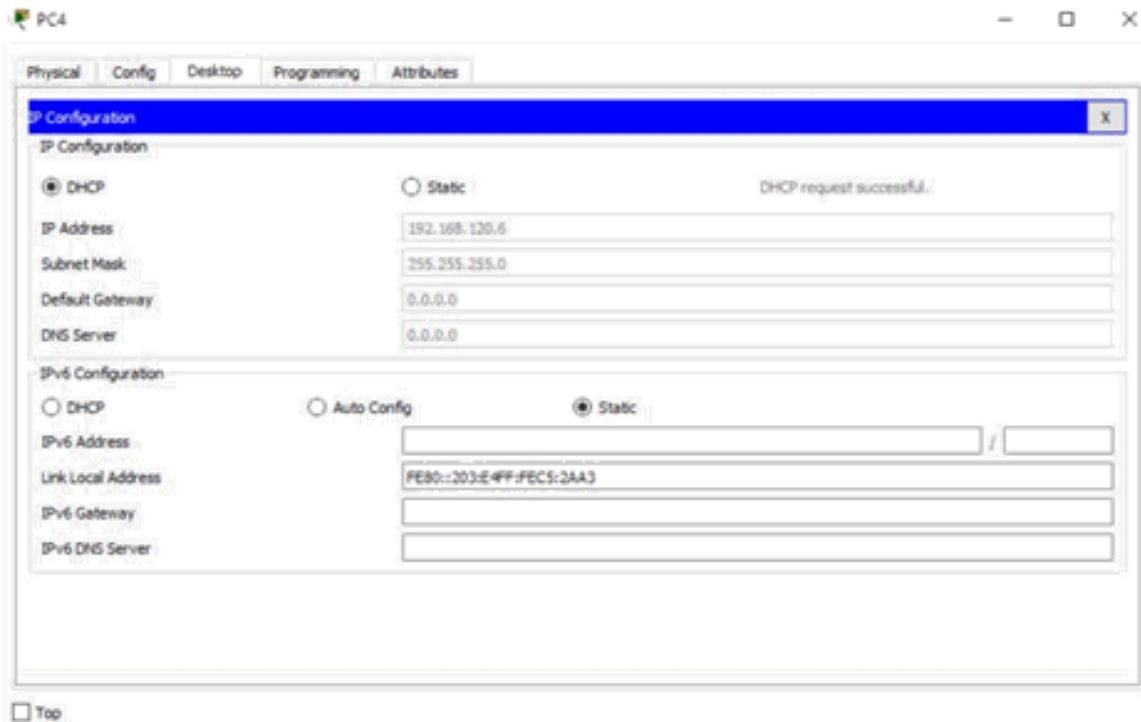 PC4
Physical Config Desktop Programming Attributes
IP Configuration X
IP Configuration
DHCP Static DHCP request successful.
IP Address 192.168.120.6
Subnet Mask 255.255.255.0
Default Gateway 0.0.0.0
DNS Server 0.0.0.0
IPv6 Configuration
DHCP Auto Config Static
IPv6 Address /
Link Local Address FE80::203:E4FF:FEC5:2AA3
IPv6 Gateway
IPv6 DNS Server
Top